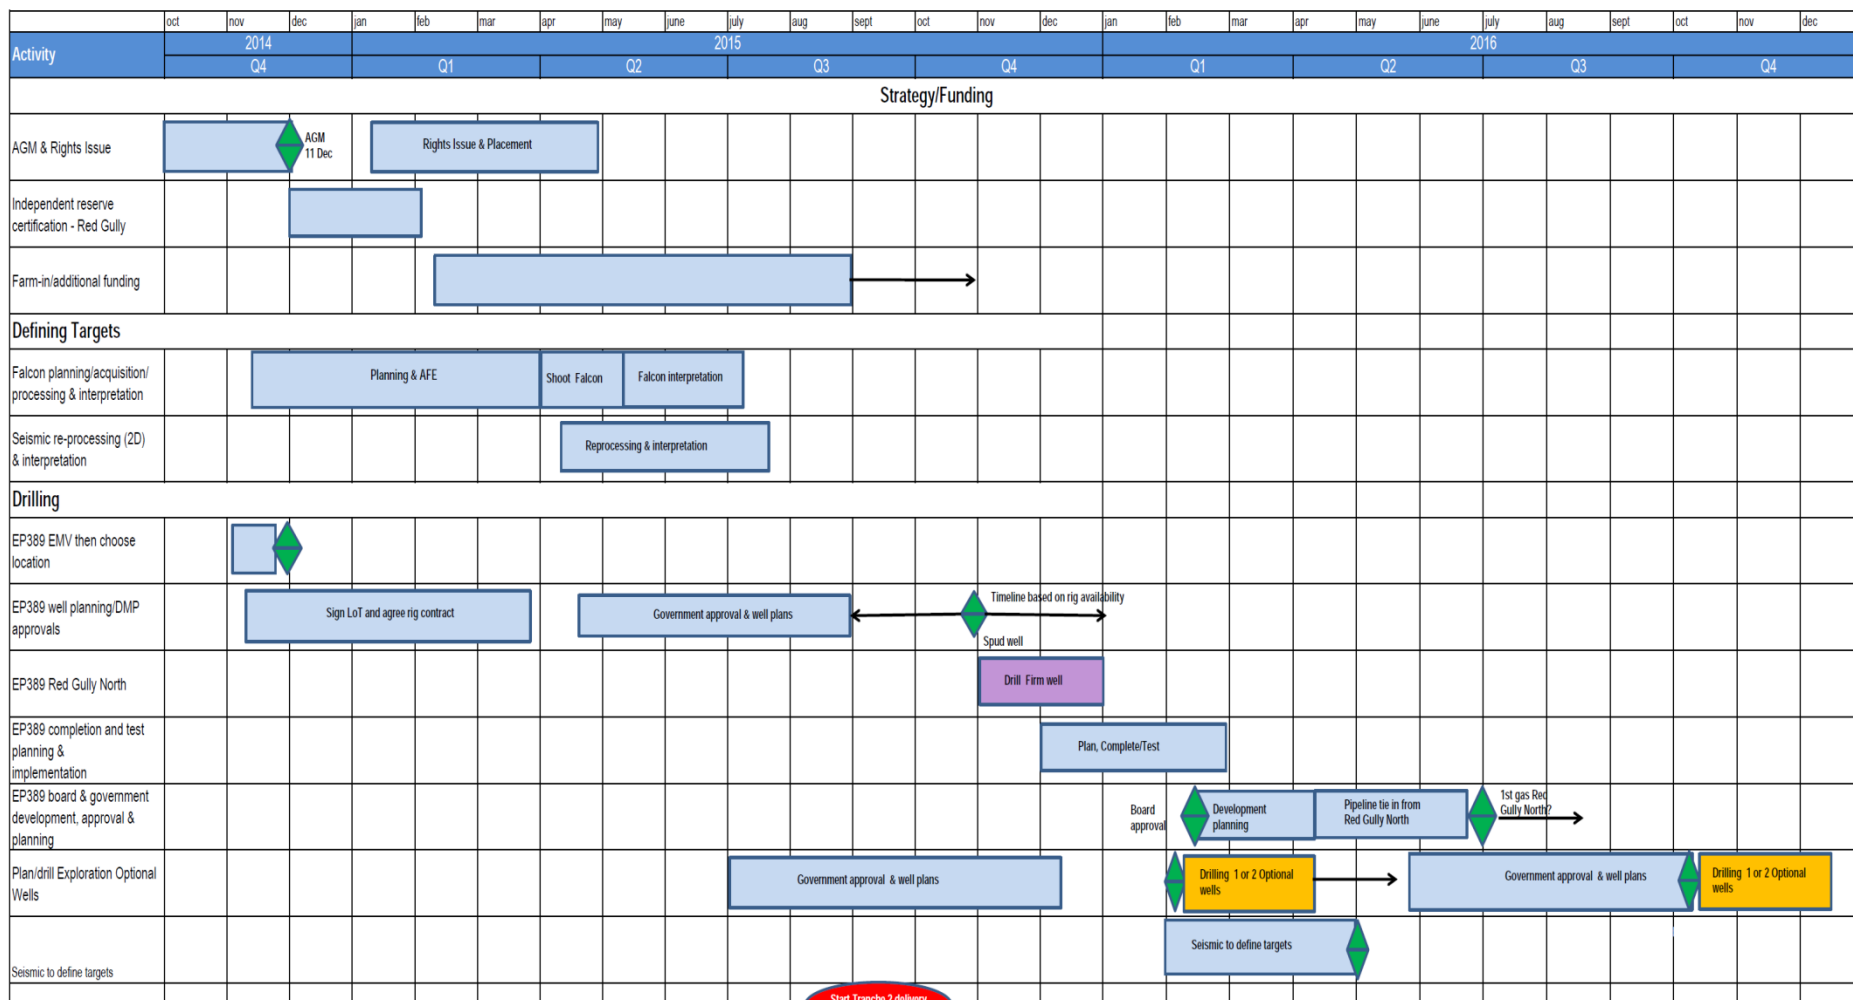 oct nov dec jan feb mar apr may june july aug sept oct nov dec jan feb mar apr may june july aug sept oct nov dec
Activity
2014 2015 2016
Q4 Q1 Q2 Q3 Q4 Q1 Q2 Q3 Q4
Strategy/Funding
AGM & Rights Issue
AGM
11 Dec
Rights Issue & Placement
Independent reserve
certification - Red Gully
Farm-in/additional funding
Defining Targets
Falcon planning/acquisition/
processing & interpretation
Planning & AFE
Shoot Falcon
Falcon interpretation
Seismic re-processing (2D)
& interpretation
Reprocessing & interpretation
Drilling
EP389 EMV then choose
location
EP389 well planning/DMP
approvals
Sign LoT and agree rig contract
Government approval & well plans
Timeline based on rig availability
Spud well
EP389 Red Gully North
Drill Firm well
EP389 completion and test
planning &
implementation
Plan, Complete/Test
EP389 board & government
development, approval &
planning
Board
approval
Development
planning
Pipeline tie in from
Red Gully North
1st gas Red
Gully North?
Plan/drill Exploration Optional
Wells
Government approval & well plans
Drilling 1 or 2 Optional
wells
Government approval & well plans
Drilling 1 or 2 Optional
wells
Seismic to define targets
Seismic to define targets
Start Tranche 2 delivery